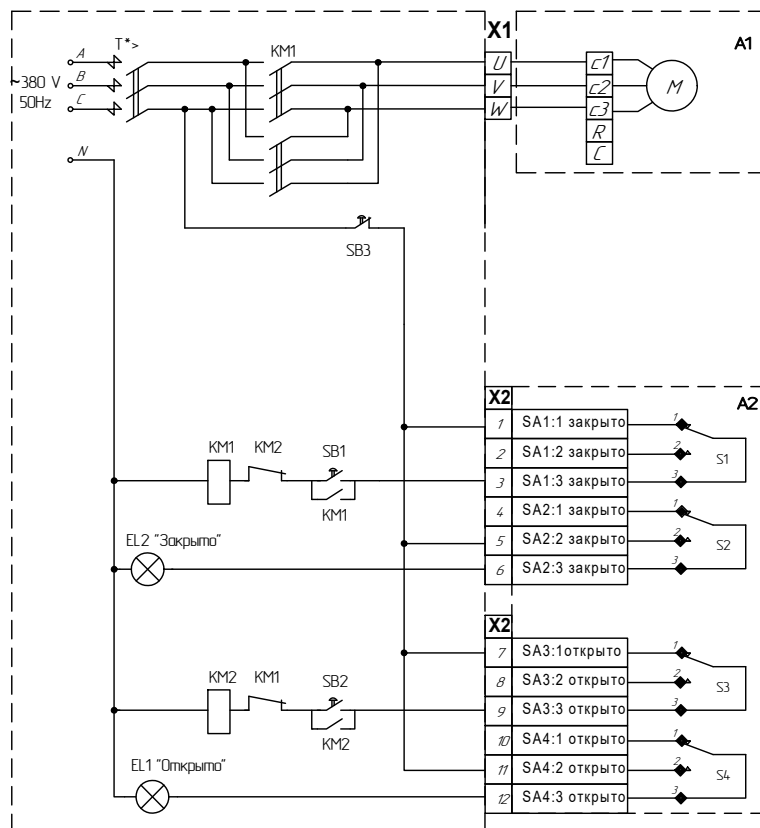 X1
A1
A
T*>
KM1
U
c1
~380 V
B
V
c2
M
50Hz
C
W
c3
R
N
C
SB3
X2
A2
1
SA1:1 закрыто
1
KM1
KM2
SB1
2
SA1:2 закрыто
2
S1
3
SA1:3 закрыто
3
KM1
4
SA2:1 закрыто
1
EL2 "Закрыто"
5
SA2:2 закрыто
2
S2
6
SA2:3 закрыто
3
X2
7
SA3:1открыто
1
KM2
KM1
SB2
8
SA3:2 открыто
2
S3
9
SA3:3 открыто
3
KM2
10
SA4:1 открыто
1
EL1 "Открыто"
11
SA4:2 открыто
2
S4
12
SA4:3 открыто
3